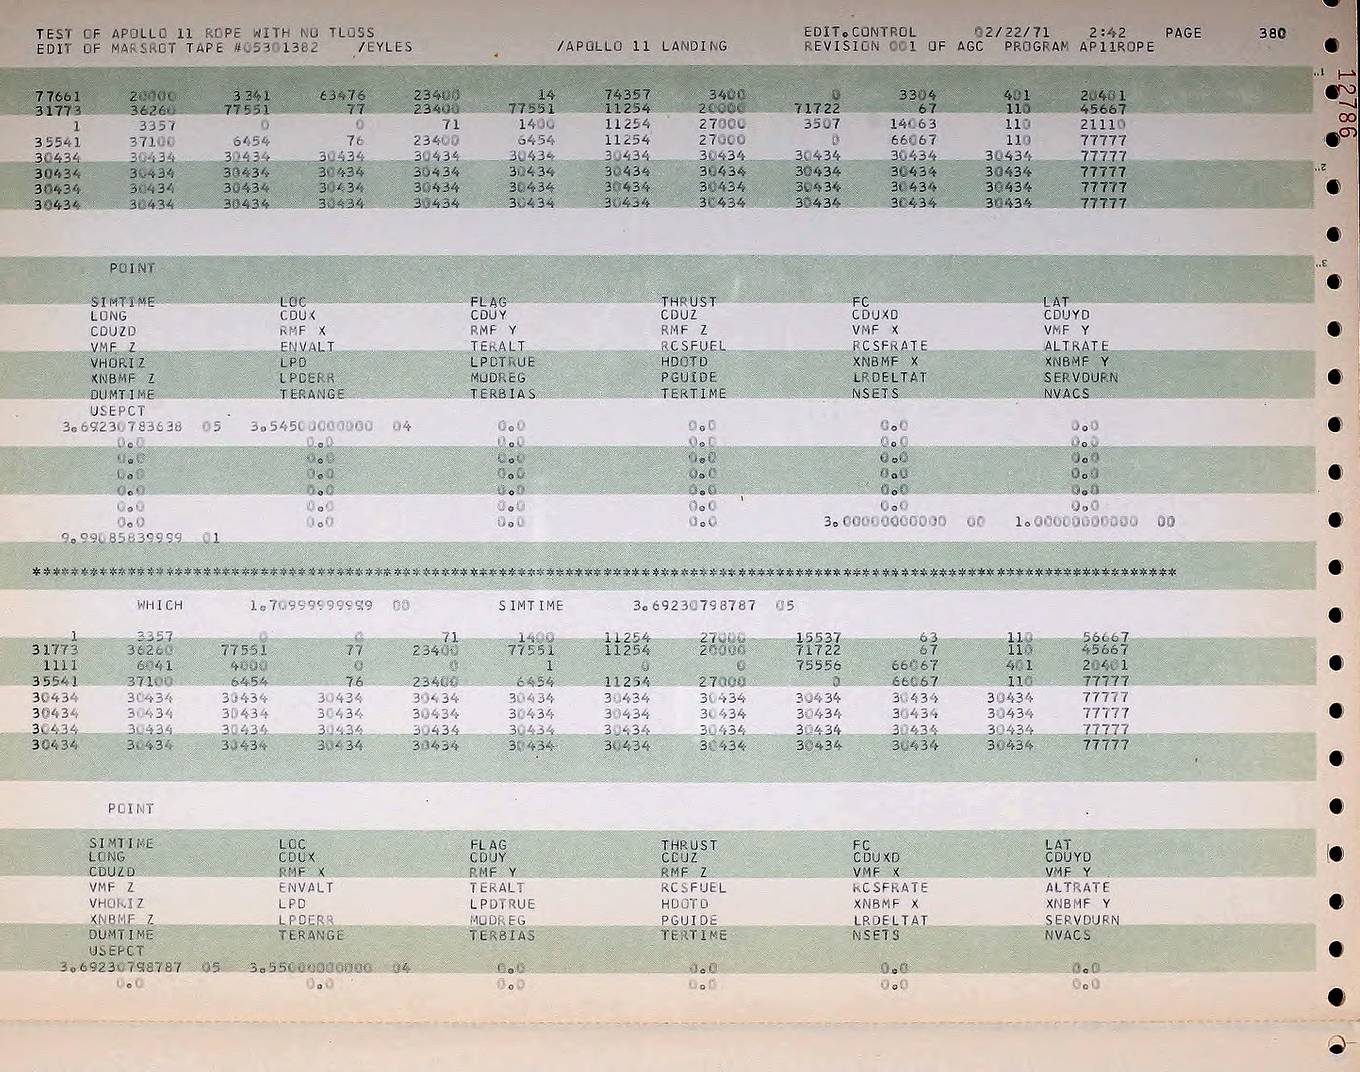 TEST OF APOLLO 11 ROPE WITH NO TLOSS EDIT.CONTROL 02/22/71 2:42 PAGE 380
EDIT OF MARSROT TAPE #05301382 /EYLES /APOLLO 11 LANDING REVISION 001 OF AGC PROGRAM AP11ROPE
12786
77661 20000 3341 63476 23400 14 74357 3400 0 3304 401 20401
31773 36260 77551 77 23400 77551 11254 20000 71722 67 110 45667
1 3357 0 0 71 1400 11254 27000 3507 14063 110 21110
35541 37100 6454 76 23400 6454 11254 27000 0 66067 110 77777
30434 30434 30434 30434 30434 30434 30434 30434 30434 30434 30434 77777
30434 30434 30434 30434 30434 30434 30434 30434 30434 30434 30434 77777
30434 30434 30434 30434 30434 30434 30434 30434 30434 30434 30434 77777
30434 30434 30434 30434 30434 30434 30434 30434 30434 30434 30434 77777
POINT
SIMTIME LOC FLAG THRUST FC LAT
LONG CDUX CDUY CDUZ CDUXD CDUYD
CDUZD RMF X RMF Y RMF Z VMF X VMF Y
VMF Z ENVALT TERALT RCSFUEL RCSFRATE ALTRATE
VHORIZ LPD LPDTRUE HDOTD XNBMF X XNBMF Y
XNBMF Z LPDERR MODREG PGUIDE LRDELTAT SERVDURN
DUMTIME TERANGE TERBIAS TERTIME NSETS NVACS
USEPCT
3.69230783638 05 3.54500000000 04 0.0 0.0 0.0 0.0
0.0 0.0 0.0 0.0 0.0 0.0
0.0 0.0 0.0 0.0 0.0 0.0
0.0 0.0 0.0 0.0 0.0 0.0
0.0 0.0 0.0 0.0 0.0 0.0
0.0 0.0 0.0 0.0 0.0 0.0
0.0 0.0 0.0 0.0 3.00000000000 00 1.00000000000 00
9.99085839999 01
************************************************************************************************************************
WHICH 1.70999999999 00 SIMTIME 3.69230798787 05
1 3357 0 0 71 1400 11254 27000 15537 63 110 56667
31773 36260 77551 77 23400 77551 11254 20000 71722 67 110 45667
1111 6041 4000 0 0 1 0 0 75556 66067 401 20401
35541 37100 6454 76 23400 6454 11254 27000 0 66067 110 77777
30434 30434 30434 30434 30434 30434 30434 30434 30434 30434 30434 77777
30434 30434 30434 30434 30434 30434 30434 30434 30434 30434 30434 77777
30434 30434 30434 30434 30434 30434 30434 30434 30434 30434 30434 77777
30434 30434 30434 30434 30434 30434 30434 30434 30434 30434 30434 77777
POINT
SIMTIME LOC FLAG THRUST FC LAT
LONG CDUX CDUY CDUZ CDUXD CDUYD
CDUZD RMF X RMF Y RMF Z VMF X VMF Y
VMF Z ENVALT TERALT RCSFUEL RCSFRATE ALTRATE
VHORIZ LPD LPDTRUE HDOTD XNBMF X XNBMF Y
XNBMF Z LPDERR MODREG PGUIDE LRDELTAT SERVDURN
DUMTIME TERANGE TERBIAS TERTIME NSETS NVACS
USEPCT
3.69230798787 05 3.55000000000 04 0.0 0.0 0.0 0.0
0.0 0.0 0.0 0.0 0.0 0.0